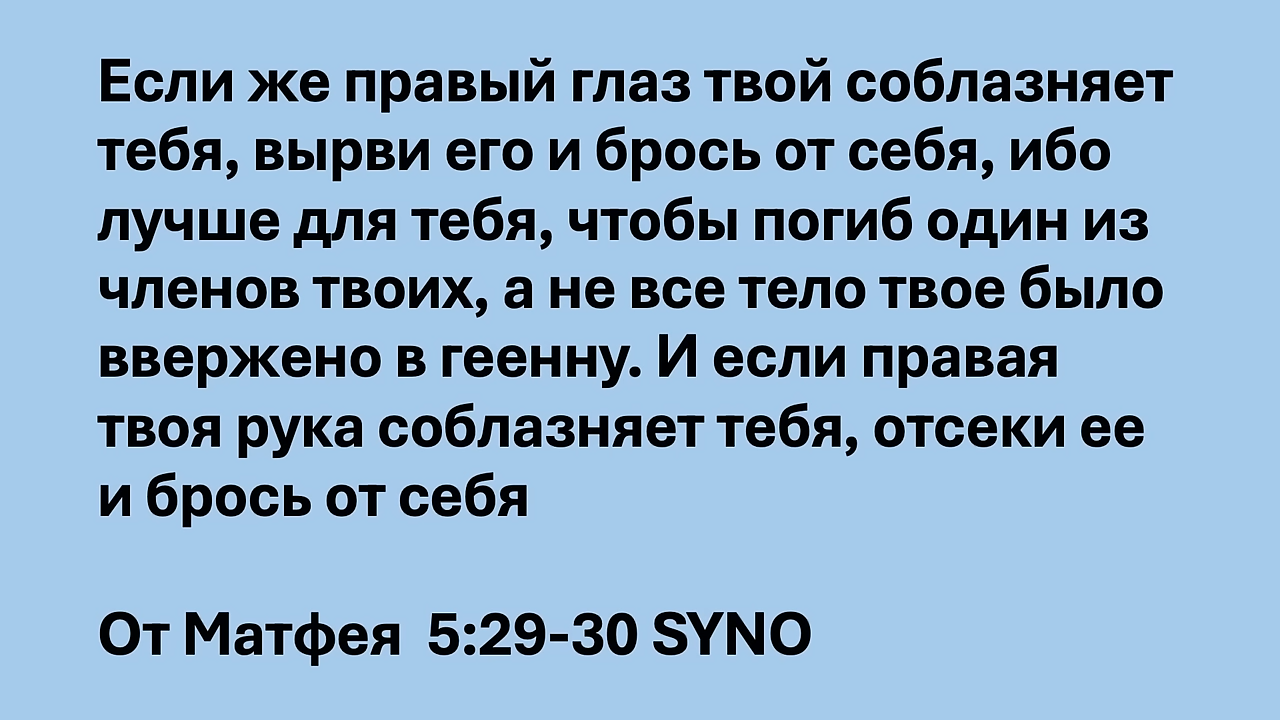 Если же правый глаз твой соблазняет
тебя, вырви его и брось от себя, ибо
лучше для тебя, чтобы погиб один из
членов твоих, а не все тело твое было
ввержено в геенну. И если правая
твоя рука соблазняет тебя, отсеки ее
и брось от себя
От Матфея  5:29-30 SYNO